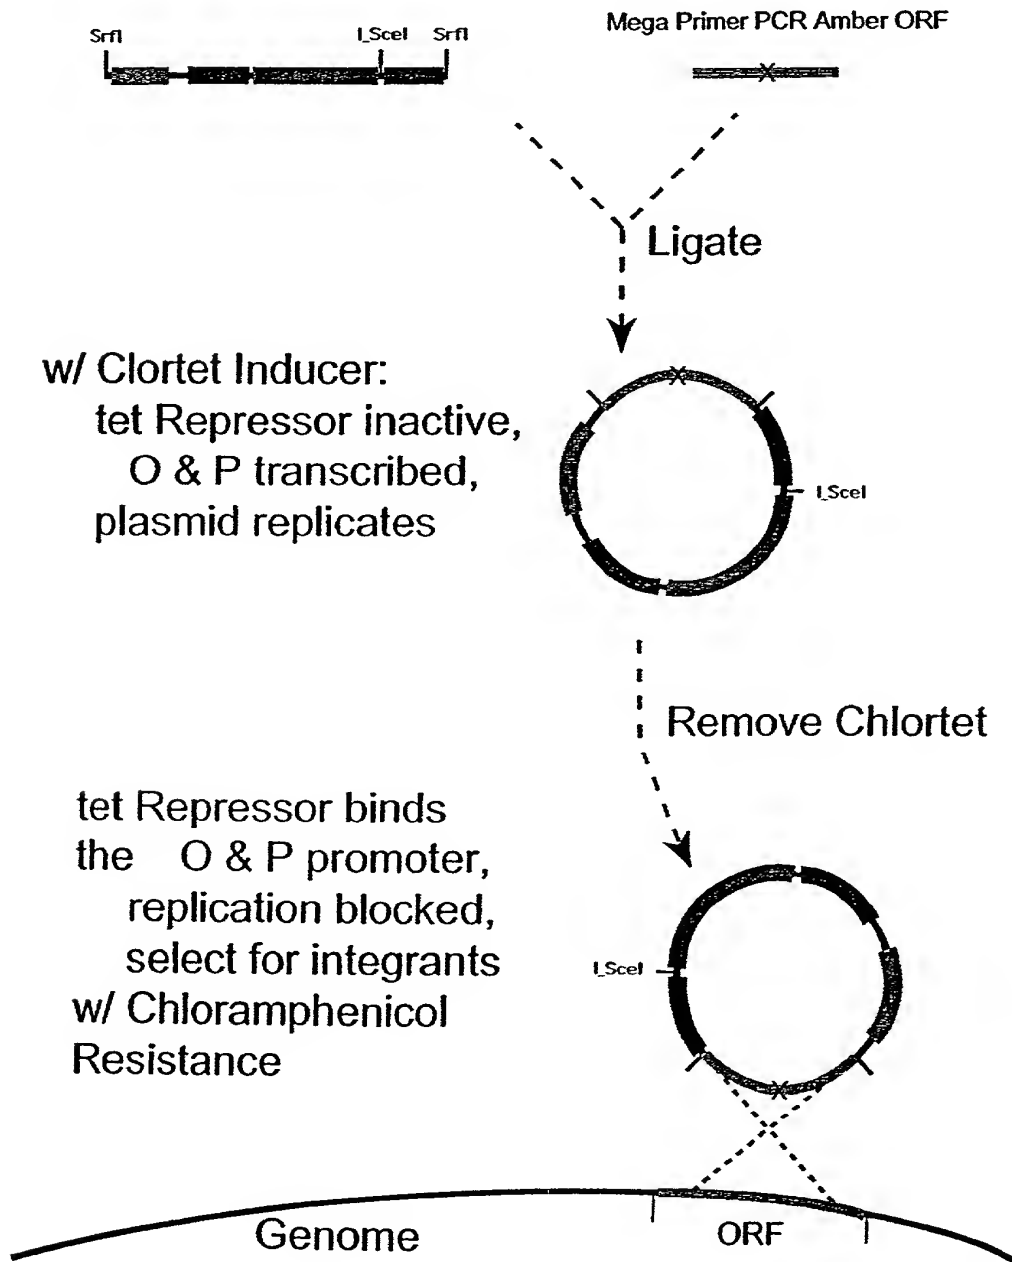 Mega Primer PCR Amber ORF
SrfI I_SceI SrfI
Ligate
w/ Clortet Inducer:
tet Repressor inactive,
O & P transcribed,
plasmid replicates
I_SceI
Remove Chlortet
tet Repressor binds
the O & P promoter,
replication blocked,
select for integrants
w/ Chloramphenicol
Resistance
I_SceI
Genome
ORF